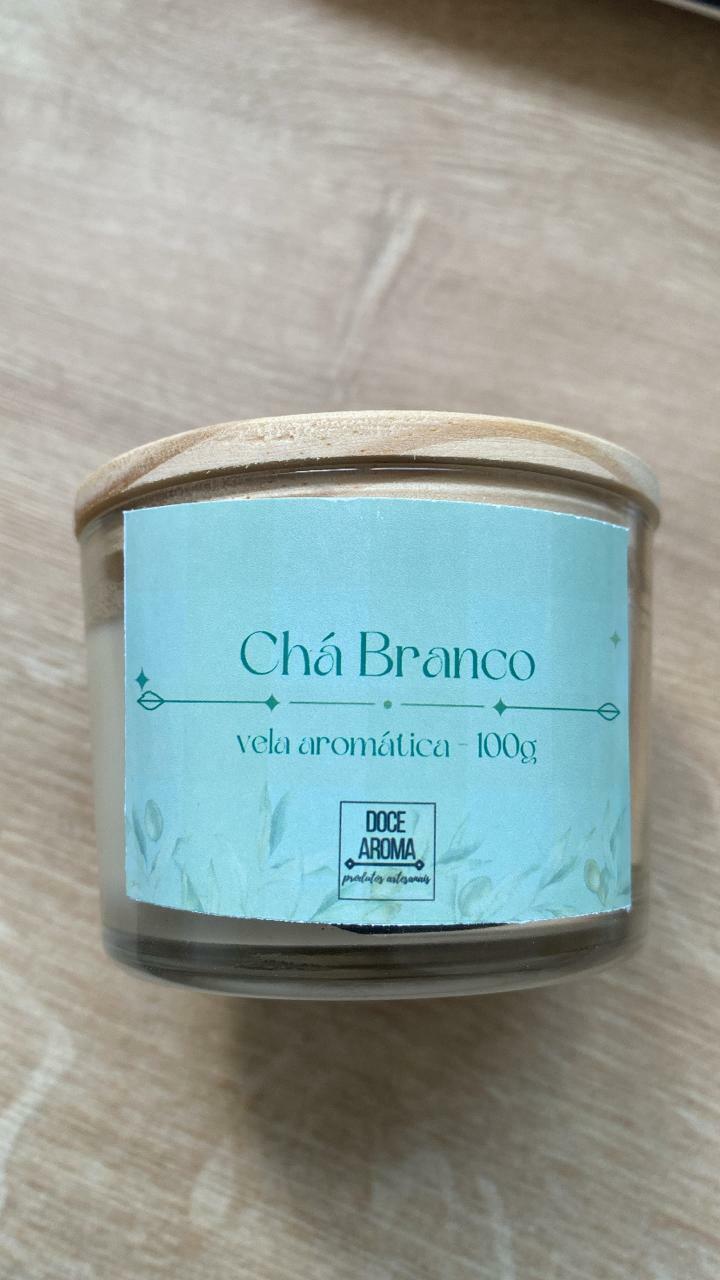 Chá Branco
vela aromática - 100g
DOCE
AROMA
produtos artesanais